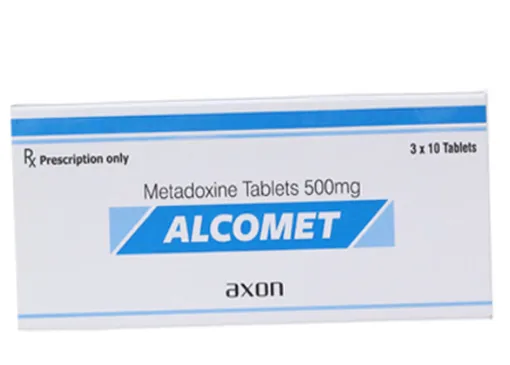 ℞ Prescription only
3 x 10 Tablets
Metadoxine Tablets 500mg
ALCOMET
axon